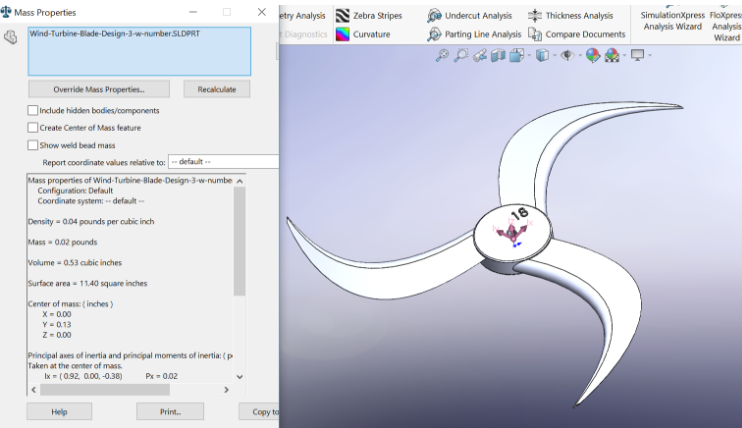 Mass Properties
Wind-Turbine-Blade-Design-3-w-number.SLDPRT
Override Mass Properties...
Recalculate
Include hidden bodies/components
Create Center of Mass feature
Show weld bead mass
Report coordinate values relative to: -- default --
Mass properties of Wind-Turbine-Blade-Design-3-w-numbe
Configuration: Default
Coordinate system: -- default --
Density = 0.04 pounds per cubic inch
Mass = 0.02 pounds
Volume = 0.53 cubic inches
Surface area = 11.40 square inches
Center of mass: ( inches )
X = 0.00
Y = 0.13
Z = 0.00
Principal axes of inertia and principal moments of inertia: ( p
Taken at the center of mass.
Ix = ( 0.92, 0.00, -0.38) Px = 0.02
Help
Print...
Copy to
etry Analysis
Zebra Stripes
Undercut Analysis
Thickness Analysis
SimulationXpress
Analysis Wizard
FloXpress
Analysis
Wizard
Diagnostics
Curvature
Parting Line Analysis
Compare Documents
18